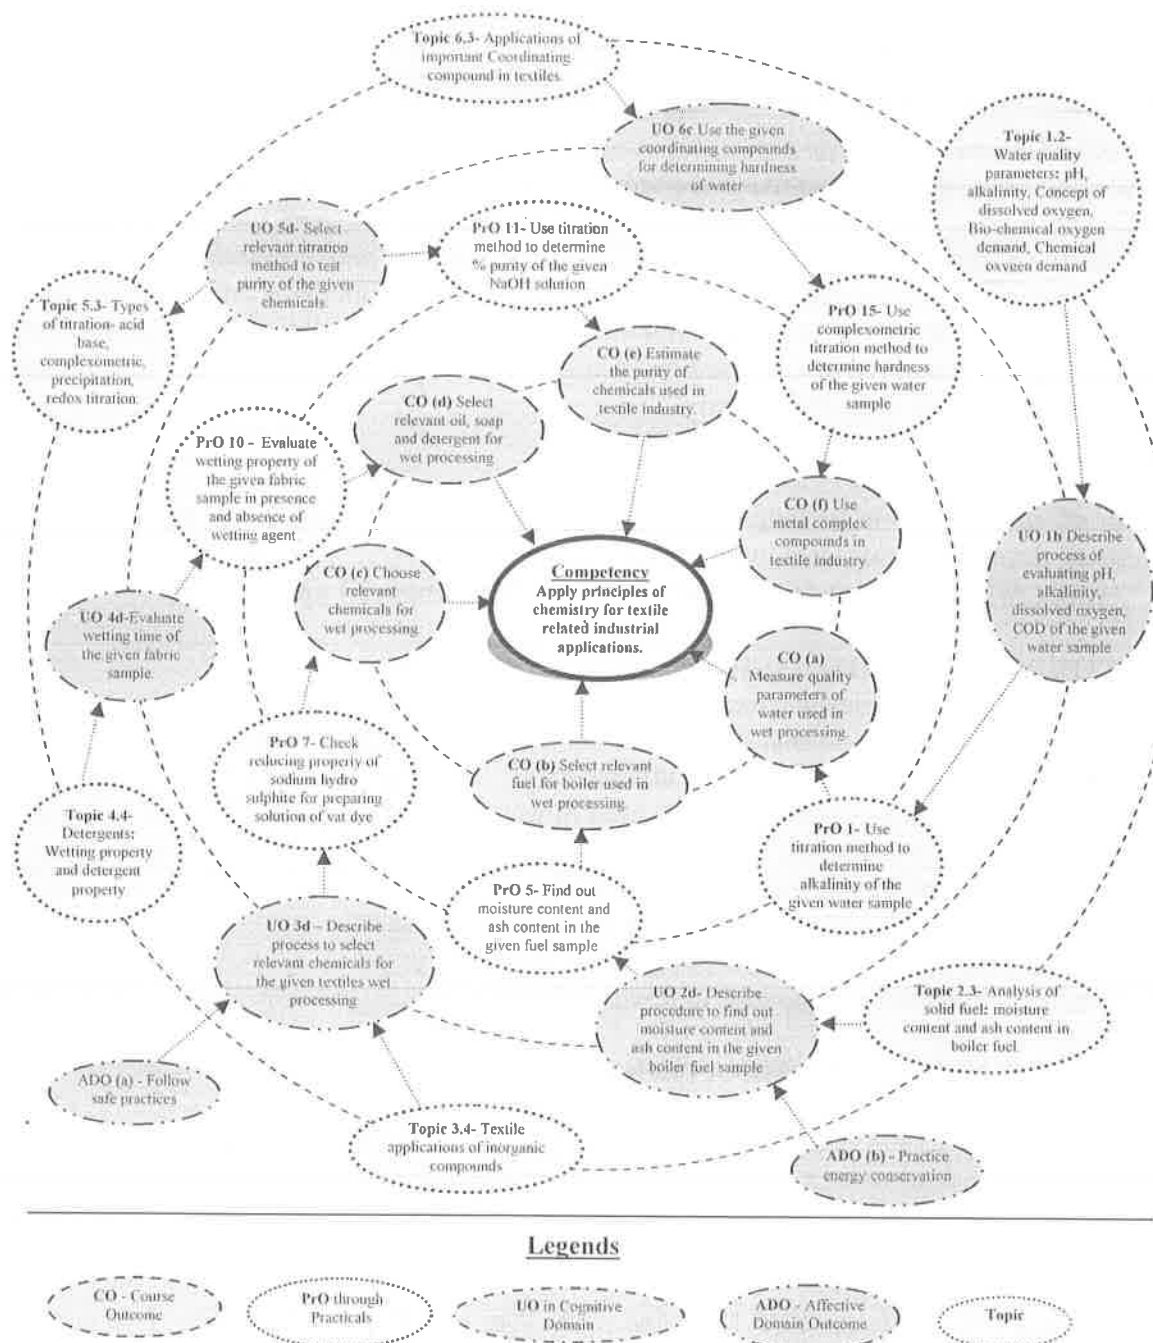 Topic 6.3- Applications of
important Coordinating
compound in textiles.
UO 6c Use the given
coordinating compounds
for determining hardness
of water
Topic 1.2-
Water quality
parameters: pH,
alkalinity, Concept of
dissolved oxygen,
Bio-chemical oxygen
demand, Chemical
oxygen demand
UO 5d- Select
relevant titration
method to test
purity of the given
chemicals.
PrO 11- Use titration
method to determine
% purity of the given
NaOH solution
Topic 5.3- Types
of titration- acid
base,
complexometric,
precipitation,
redox titration.
PrO 15- Use
complexometric
titration method to
determine hardness
of the given water
sample
CO (e) Estimate
the purity of
chemicals used in
textile industry.
CO (d) Select
relevant oil, soap
and detergent for
wet processing
PrO 10 - Evaluate
wetting property of
the given fabric
sample in presence
and absence of
wetting agent
CO (f) Use
metal complex
compounds in
textile industry
UO 1h Describe
process of
evaluating pH,
alkalinity,
dissolved oxygen,
COD of the given
water sample
CO (c) Choose
relevant
chemicals for
wet processing
Competency
Apply principles of
chemistry for textile
related industrial
applications.
UO 4d-Evaluate
wetting time of
the given fabric
sample.
CO (a)
Measure quality
parameters of
water used in
wet processing.
PrO 7- Check
reducing property of
sodium hydro
sulphite for preparing
solution of vat dye
CO (b) Select relevant
fuel for boiler used in
wet processing.
Topic 4.4-
Detergents:
Wetting property
and detergent
property
PrO 1- Use
titration method to
determine
alkalinity of the
given water sample
PrO 5- Find out
moisture content and
ash content in the
given fuel sample
UO 3d – Describe
process to select
relevant chemicals for
the given textiles wet
processing
UO 2d- Describe
procedure to find out
moisture content and
ash content in the given
boiler fuel sample
Topic 2.3- Analysis of
solid fuel: moisture
content and ash content in
boiler fuel.
ADO (a) - Follow
safe practices
Topic 3.4- Textile
applications of inorganic
compounds
ADO (b) - Practice
energy conservation
Legends
CO - Course
Outcome
PrO through
Practicals
UO in Cognitive
Domain
ADO - Affective
Domain Outcome
Topic